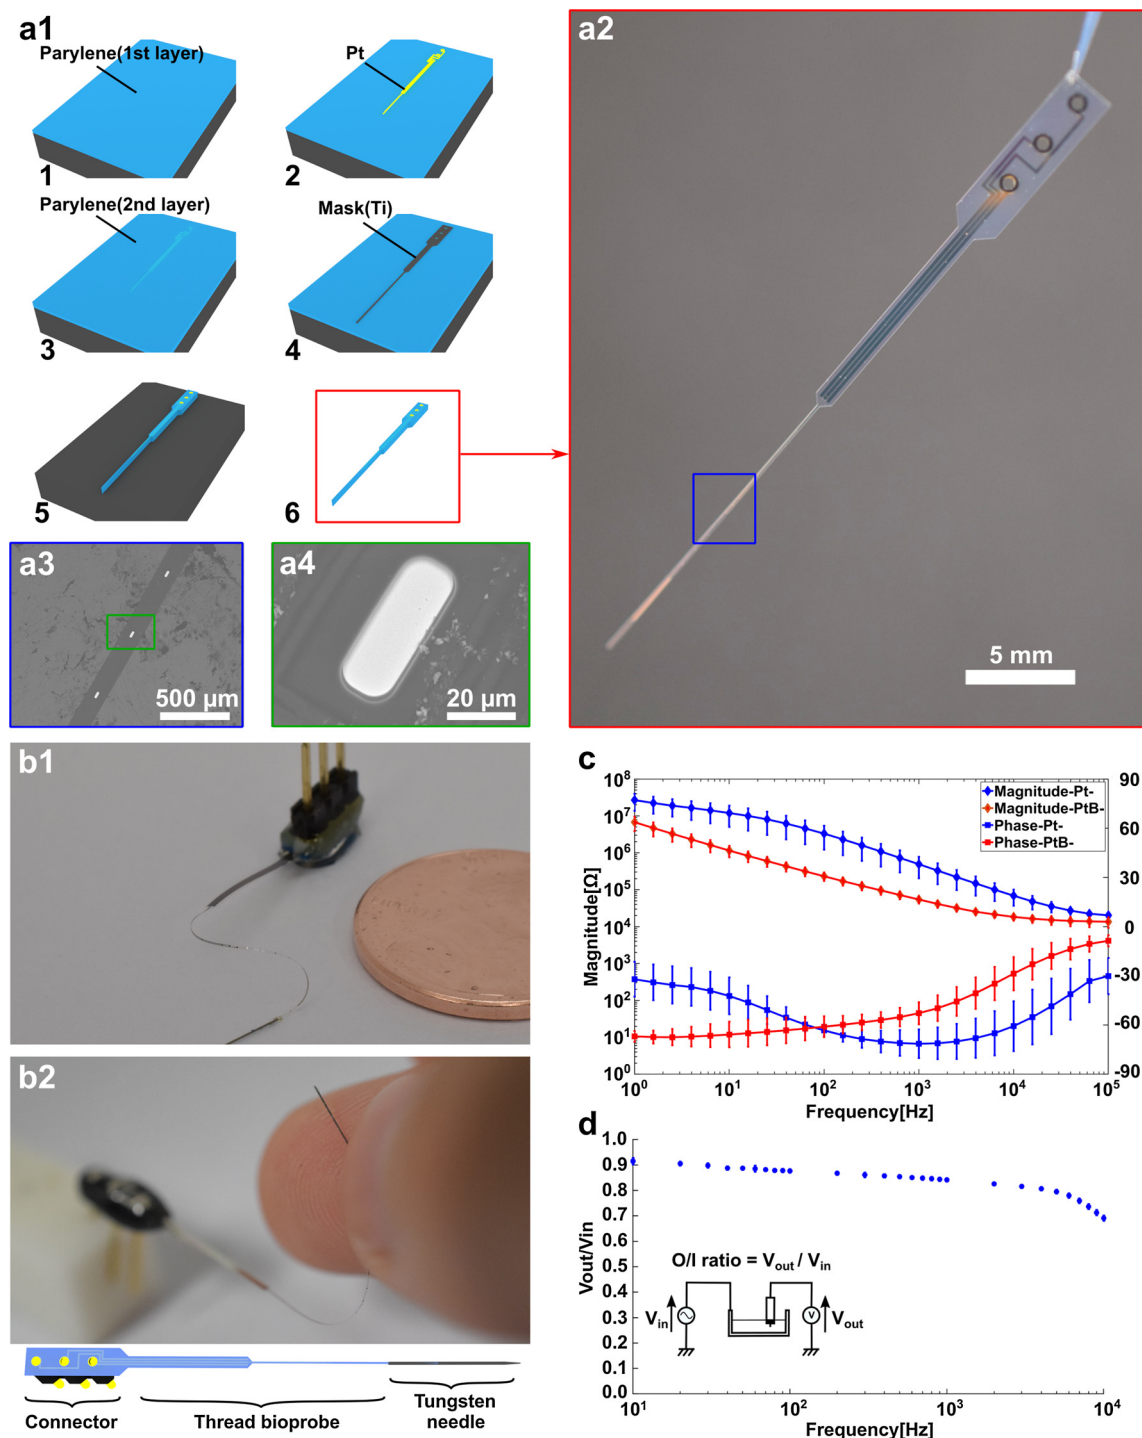 a1
Parylene(1st layer)
1
Pt
2
Parylene(2nd layer)
3
Mask(Ti)
4
5
6
a2
5 mm
a3
500 µm
a4
20 µm
b1
b2
Connector
Thread bioprobe
Tungsten
needle
c
Magnitude[Ω]
10⁸
10⁷
10⁶
10⁵
10⁴
10³
10²
10¹
10⁰
Magnitude-Pt-
Magnitude-PtB-
Phase-Pt-
Phase-PtB-
90
60
30
0
-30
-60
-90
10⁰ 10¹ 10² 10³ 10⁴ 10⁵
Frequency[Hz]
d
Vout/Vin
1.0
0.9
0.8
0.7
0.6
0.5
0.4
0.3
0.2
0.1
0.0
O/I ratio = Vout / Vin
Vin
V
Vout
10¹ 10² 10³ 10⁴
Frequency[Hz]